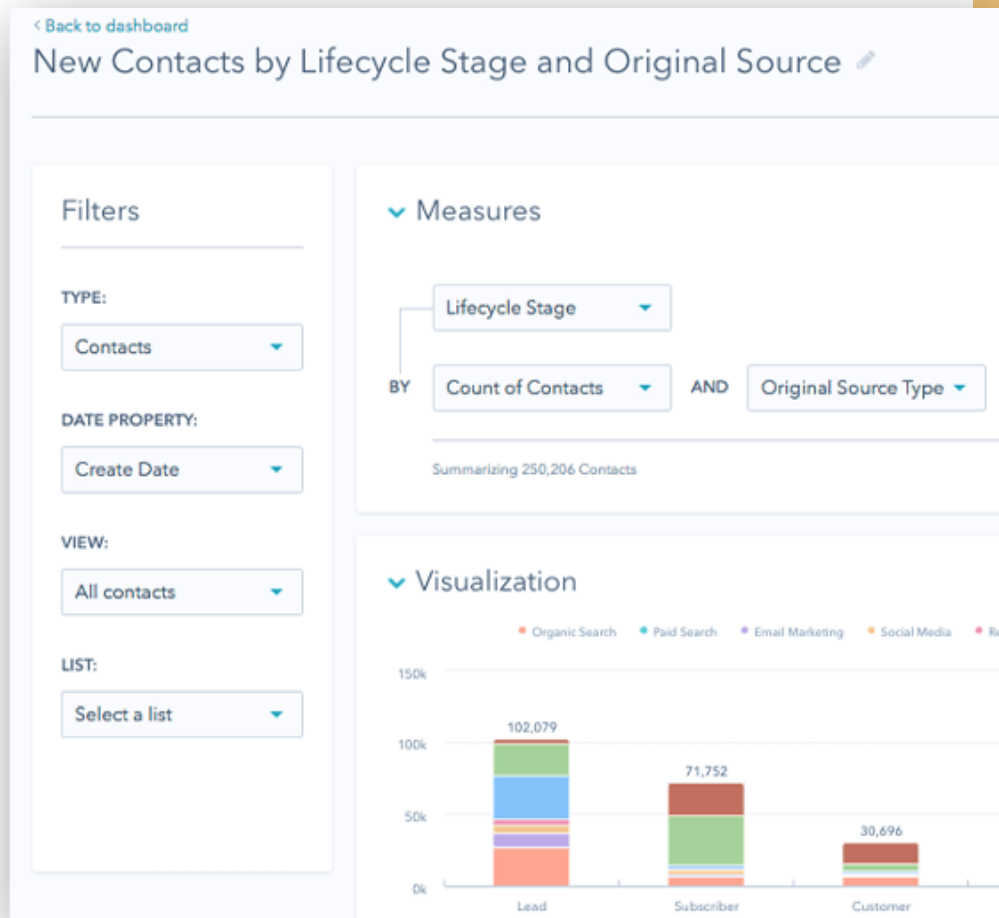 < Back to dashboard
New Contacts by Lifecycle Stage and Original Source
Filters
TYPE:
Contacts
DATE PROPERTY:
Create Date
VIEW:
All contacts
LIST:
Select a list
Measures
Lifecycle Stage
BY Count of Contacts AND Original Source Type
Summarizing 250,206 Contacts
Visualization
Organic Search Paid Search Email Marketing Social Media
150k
102,079
100k
71,752
50k
30,696
0k
Lead Subscriber Customer